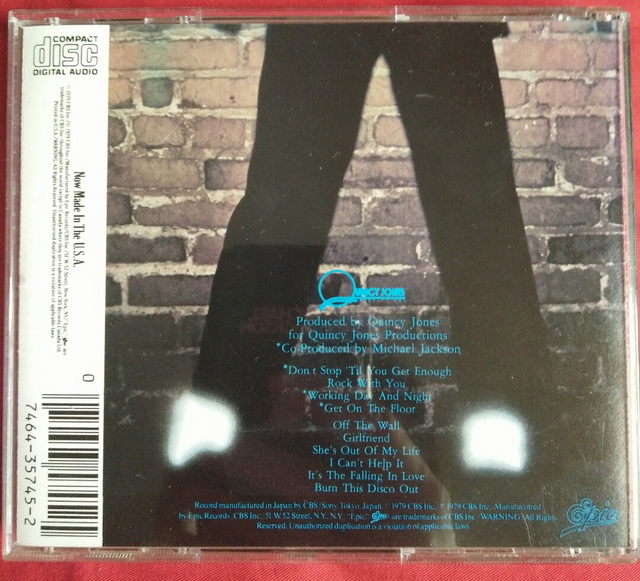 COMPACT
disc
DIGITAL AUDIO
Now Made In The U.S.A.
0
7464-35745-2
QUINCY JONES
Produced by Quincy Jones
for Quincy Jones Productions
*Co-Produced by Michael Jackson
*Don't Stop 'Til You Get Enough
Rock With You
*Working Day And Night
*Get On The Floor
Off The Wall
Girlfriend
She's Out Of My Life
I Can't Help It
It's The Falling In Love
Burn This Disco Out
Record manufactured in Japan by CBS/Sony, Tokyo, Japan. © 1979 CBS Inc. ℗ 1979 CBS Inc. Manufactured
by Epic Records. CBS Inc. 51 W. 52 Street, N.Y. N.Y. "Epic," Epic are trademarks of CBS Inc. WARNING: All Rights
Reserved. Unauthorized duplication is a violation of applicable laws.
Epic